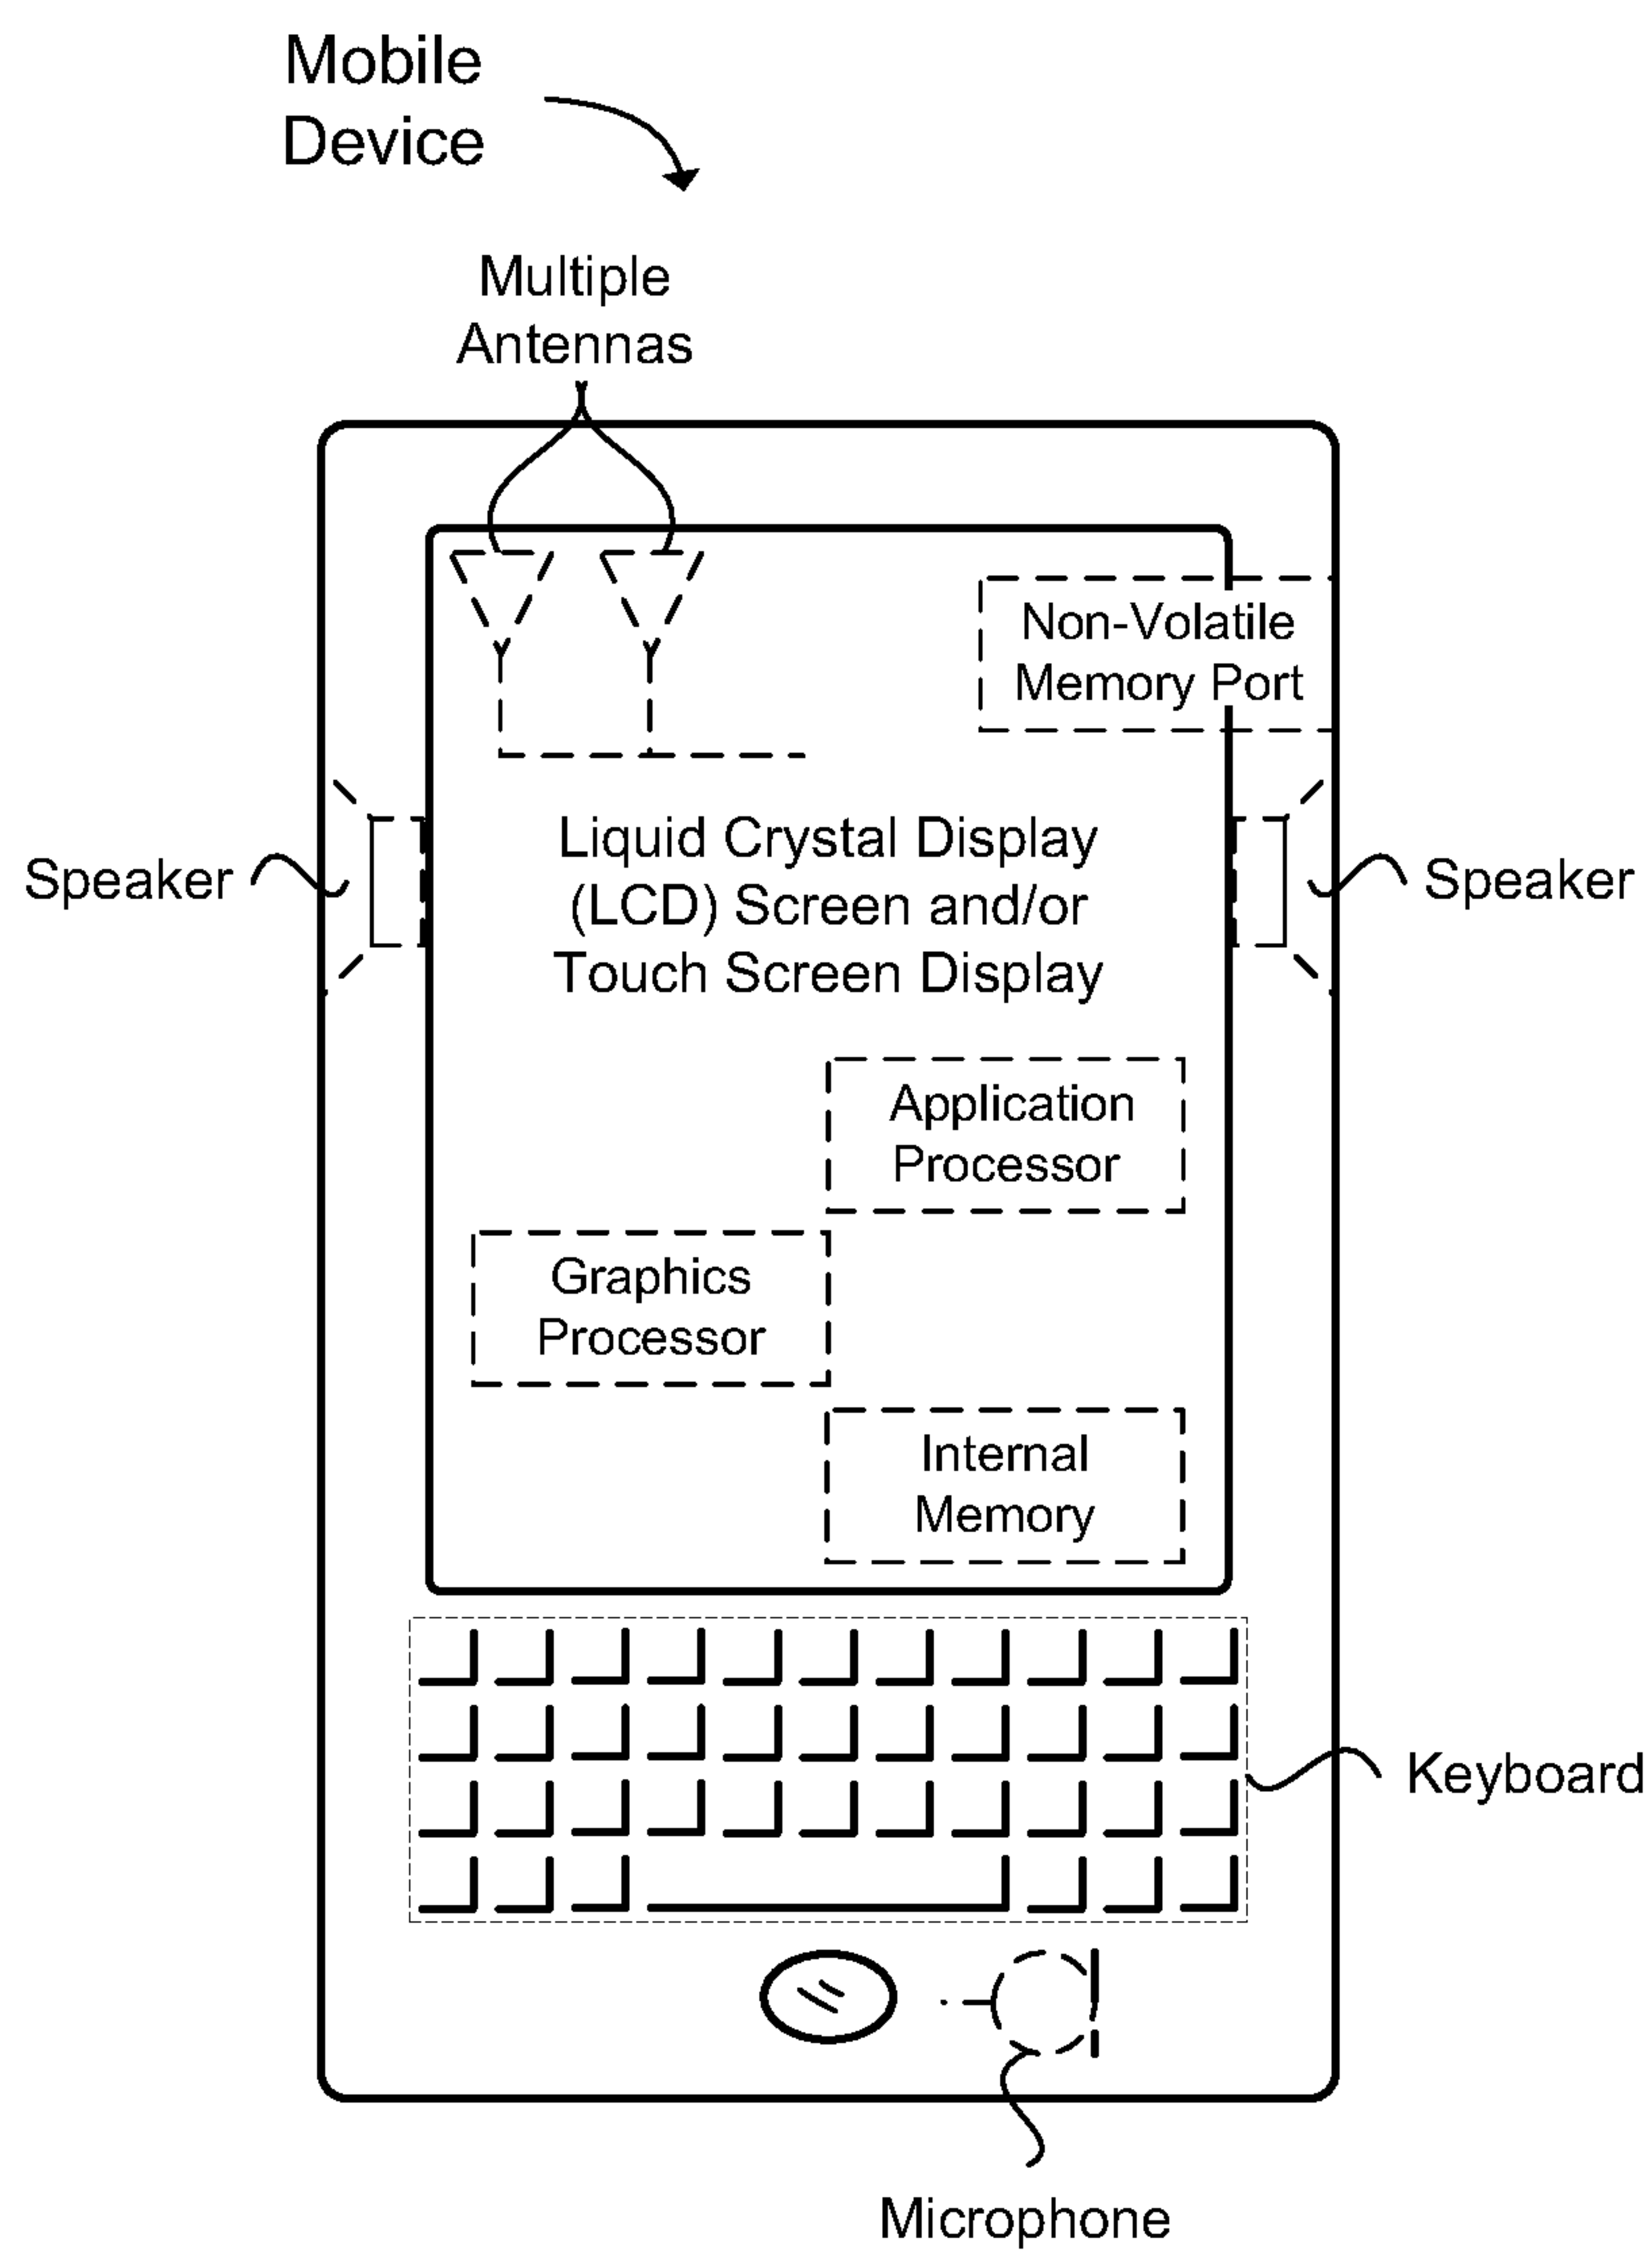 Mobile
Device
Multiple
Antennas
Non-Volatile
Memory Port
Speaker
Liquid Crystal Display
(LCD) Screen and/or
Touch Screen Display
Speaker
Application
Processor
Graphics
Processor
Internal
Memory
Keyboard
Microphone